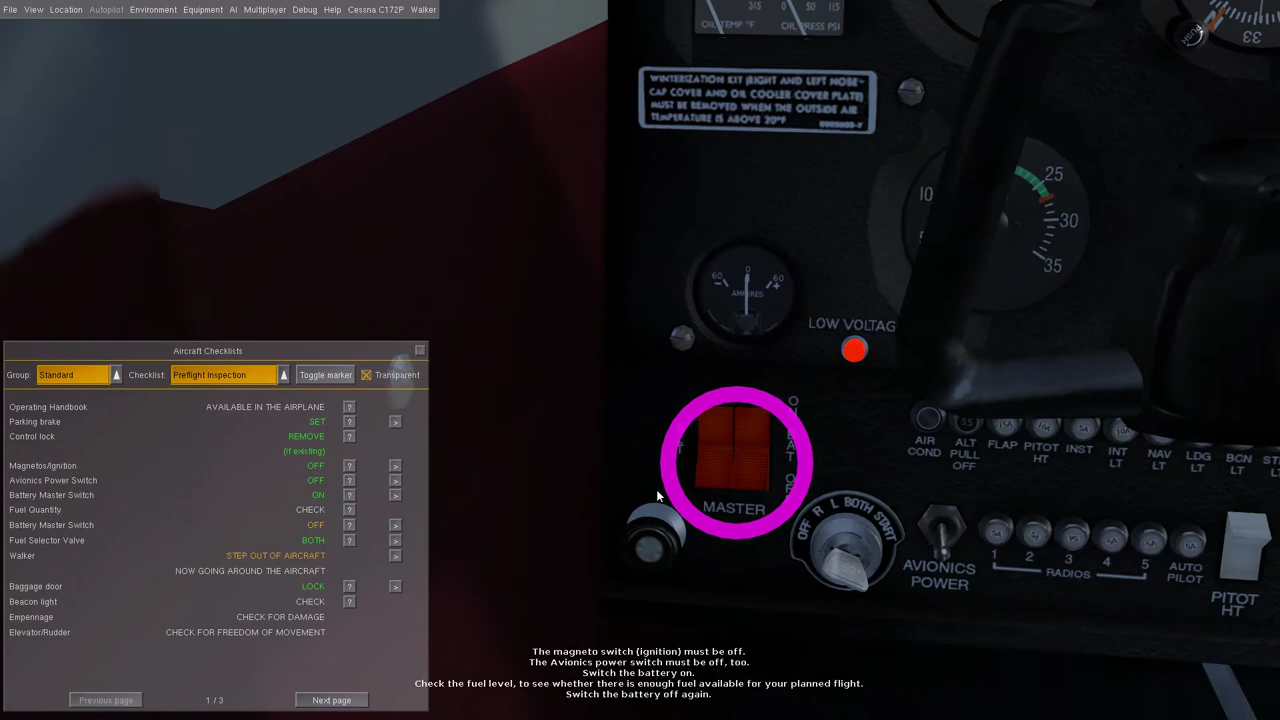 File View Location Autopilot Environment Equipment AI Multiplayer Debug Help Cessna C172P Walker
245 0 115
OIL TEMP °F OIL PRESS PSI
33
PUSH
WINTERIZATION KIT (RIGHT AND LEFT NOSE-
CAP COVER AND OIL COOLER COVER PLATE)
MUST BE REMOVED WHEN THE OUTSIDE AIR
TEMPERATURE IS ABOVE 20°F
10 25
30
35
60 0 60
- AMPERES +
LOW VOLTAG
MASTER
BAT
OFF R L BOTH START
AVIONICS
POWER
AIR
COND
ALT
PULL
OFF
FLAP
PITOT
HT
INST
INT
LT
NAV
LT
LDG
LT
BCN
LT
1 2 3 4 5
RADIOS
AUTO
PILOT
PITOT
HT
Aircraft Checklists
Group: Standard Checklist: Preflight Inspection Toggle marker Transparent
Operating Handbook AVAILABLE IN THE AIRPLANE ?
Parking brake SET ? >
Control lock REMOVE ?
(if existing)
Magnetos/Ignition OFF ? >
Avionics Power Switch OFF ? >
Battery Master Switch ON ? >
Fuel Quantity CHECK ?
Battery Master Switch OFF ? >
Fuel Selector Valve BOTH ? >
Walker STEP OUT OF AIRCRAFT >
NOW GOING AROUND THE AIRCRAFT
Baggage door LOCK ? >
Beacon light CHECK ?
Empennage CHECK FOR DAMAGE
Elevator/Rudder CHECK FOR FREEDOM OF MOVEMENT
Previous page 1 / 3 Next page
The magneto switch (ignition) must be off.
The Avionics power switch must be off, too.
Switch the battery on.
Check the fuel level, to see whether there is enough fuel available for your planned flight.
Switch the battery off again.